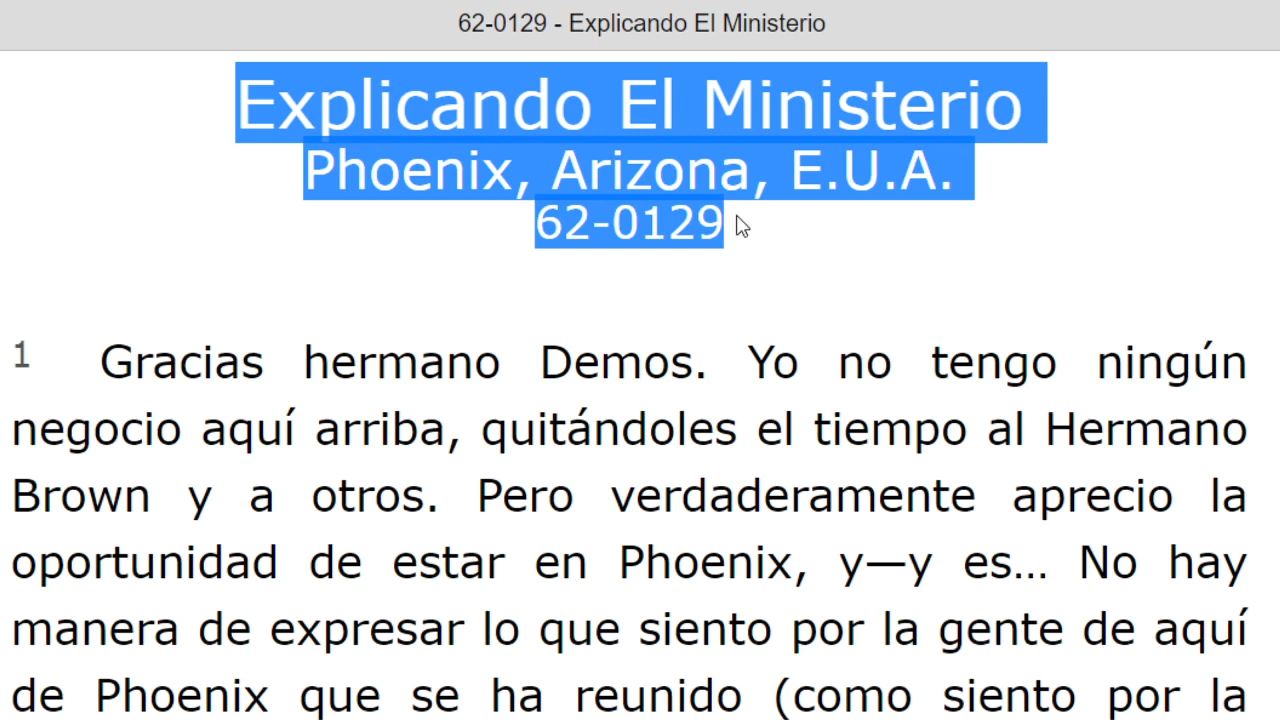 62-0129 - Explicando El Ministerio
Explicando El Ministerio
Phoenix, Arizona, E.U.A.
62-0129
1 Gracias hermano Demos. Yo no tengo ningún
negocio aquí arriba, quitándoles el tiempo al Hermano
Brown y a otros. Pero verdaderamente aprecio la
oportunidad de estar en Phoenix, y—y es… No hay
manera de expresar lo que siento por la gente de aquí
de Phoenix que se ha reunido (como siento por la